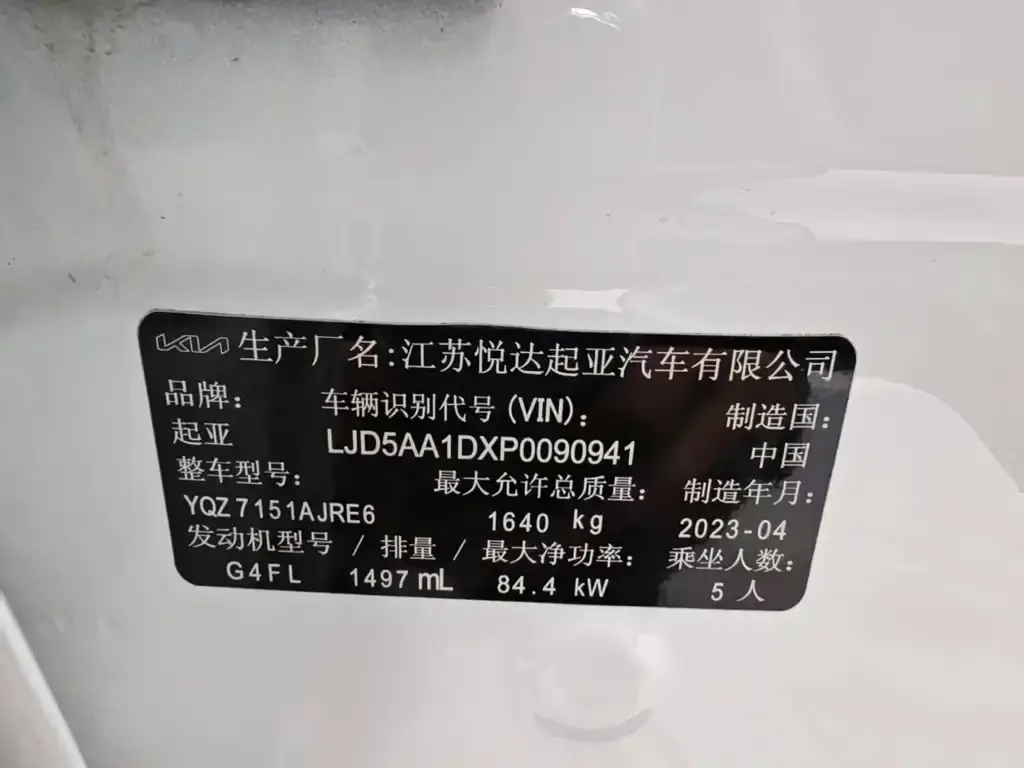 KIA 生产厂名:江苏悦达起亚汽车有限公司
品牌: 车辆识别代号(VIN): 制造国:
起亚 LJD5AA1DXP0090941 中国
整车型号: 最大允许总质量: 制造年月:
YQZ7151AJRE6 1640 kg 2023-04
发动机型号 / 排量 / 最大净功率: 乘坐人数:
G4FL 1497 mL 84.4 kW 5 人